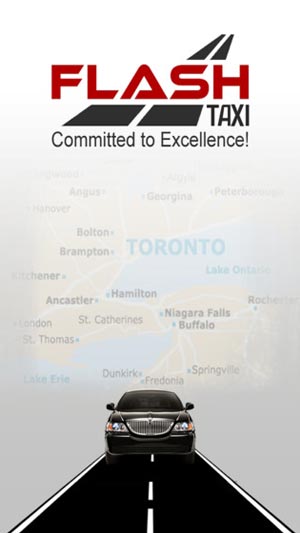 FLASH
TAXI
Committed to Excellence!
Angus
Georgina
Peterborough
Hanover
Bolton
Brampton
TORONTO
Kitchener
Lake Ontario
Ancastler
Hamilton
Rochester
Niagara Falls
London
St. Catherines
Buffalo
St. Thomas
Springville
Dunkirk
Lake Erie
Fredonia